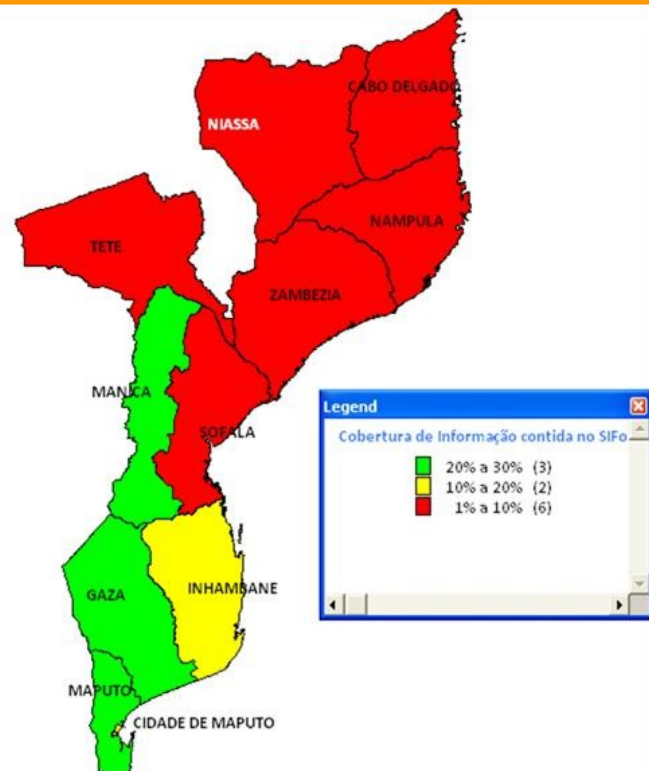 CABO DELGADO
NIASSA
NAMPULA
TETE
ZAMBEZIA
MANICA
SOFALA
Legend
Cobertura de Informação contida no SIFo
20% a 30% (3)
10% a 20% (2)
1% a 10% (6)
INHAMBANE
GAZA
MAPUTO
CIDADE DE MAPUTO